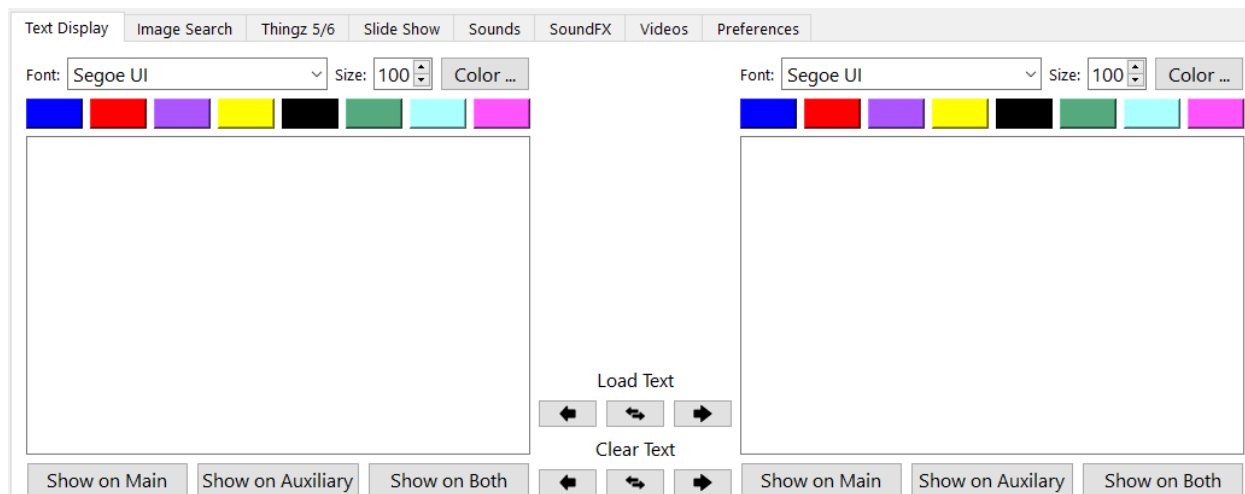 Text Display Image Search Thingz 5/6 Slide Show Sounds SoundFX Videos Preferences
Font: Segoe UI Size: 100 Color ... Font: Segoe UI Size: 100 Color ...
Load Text
Clear Text
Show on Main Show on Auxiliary Show on Both Show on Main Show on Auxilary Show on Both